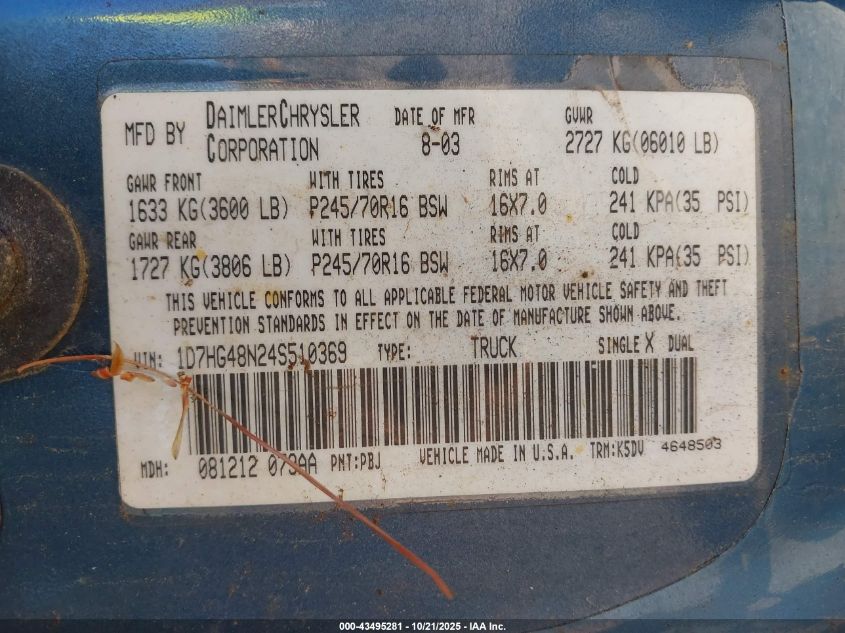 MFD BY DAIMLERCHRYSLER CORPORATION DATE OF MFR 8-03 GVWR 2727 KG(06010 LB)
GAWR FRONT WITH TIRES RIMS AT COLD
1633 KG(3600 LB) P245/70R16 BSW 16X7.0 241 KPA(35 PSI)
GAWR REAR WITH TIRES RIMS AT COLD
1727 KG(3806 LB) P245/70R16 BSW 16X7.0 241 KPA(35 PSI)
THIS VEHICLE CONFORMS TO ALL APPLICABLE FEDERAL MOTOR VEHICLE SAFETY AND THEFT
PREVENTION STANDARDS IN EFFECT ON THE DATE OF MANUFACTURE SHOWN ABOVE.
VIN: 1D7HG48N24S510369 TYPE: TRUCK SINGLE X DUAL
MDH: 081212 073AA PNT:PBJ VEHICLE MADE IN U.S.A. TRM:K5DV 4648503
000-43495281 - 10/21/2025 - IAA Inc.